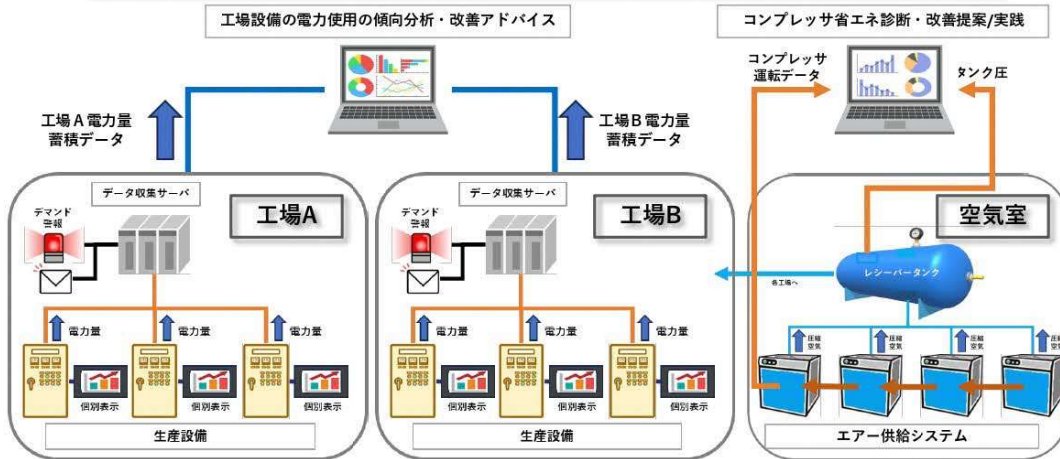 工場設備の電力使用の傾向分析・改善アドバイス
コンプレッサ省エネ診断・改善提案/実践
コンプレッサ
運転データ
タンク圧
工場A電力量
蓄積データ
工場B電力量
蓄積データ
データ収集サーバ
デマンド
警報
工場A
電力量
電力量
電力量
個別表示
個別表示
個別表示
生産設備
データ収集サーバ
デマンド
警報
工場B
電力量
電力量
電力量
個別表示
個別表示
個別表示
生産設備
空気室
レシーバータンク
各工場へ
圧縮
空気
圧縮
空気
圧縮
空気
圧縮
空気
エアー供給システム